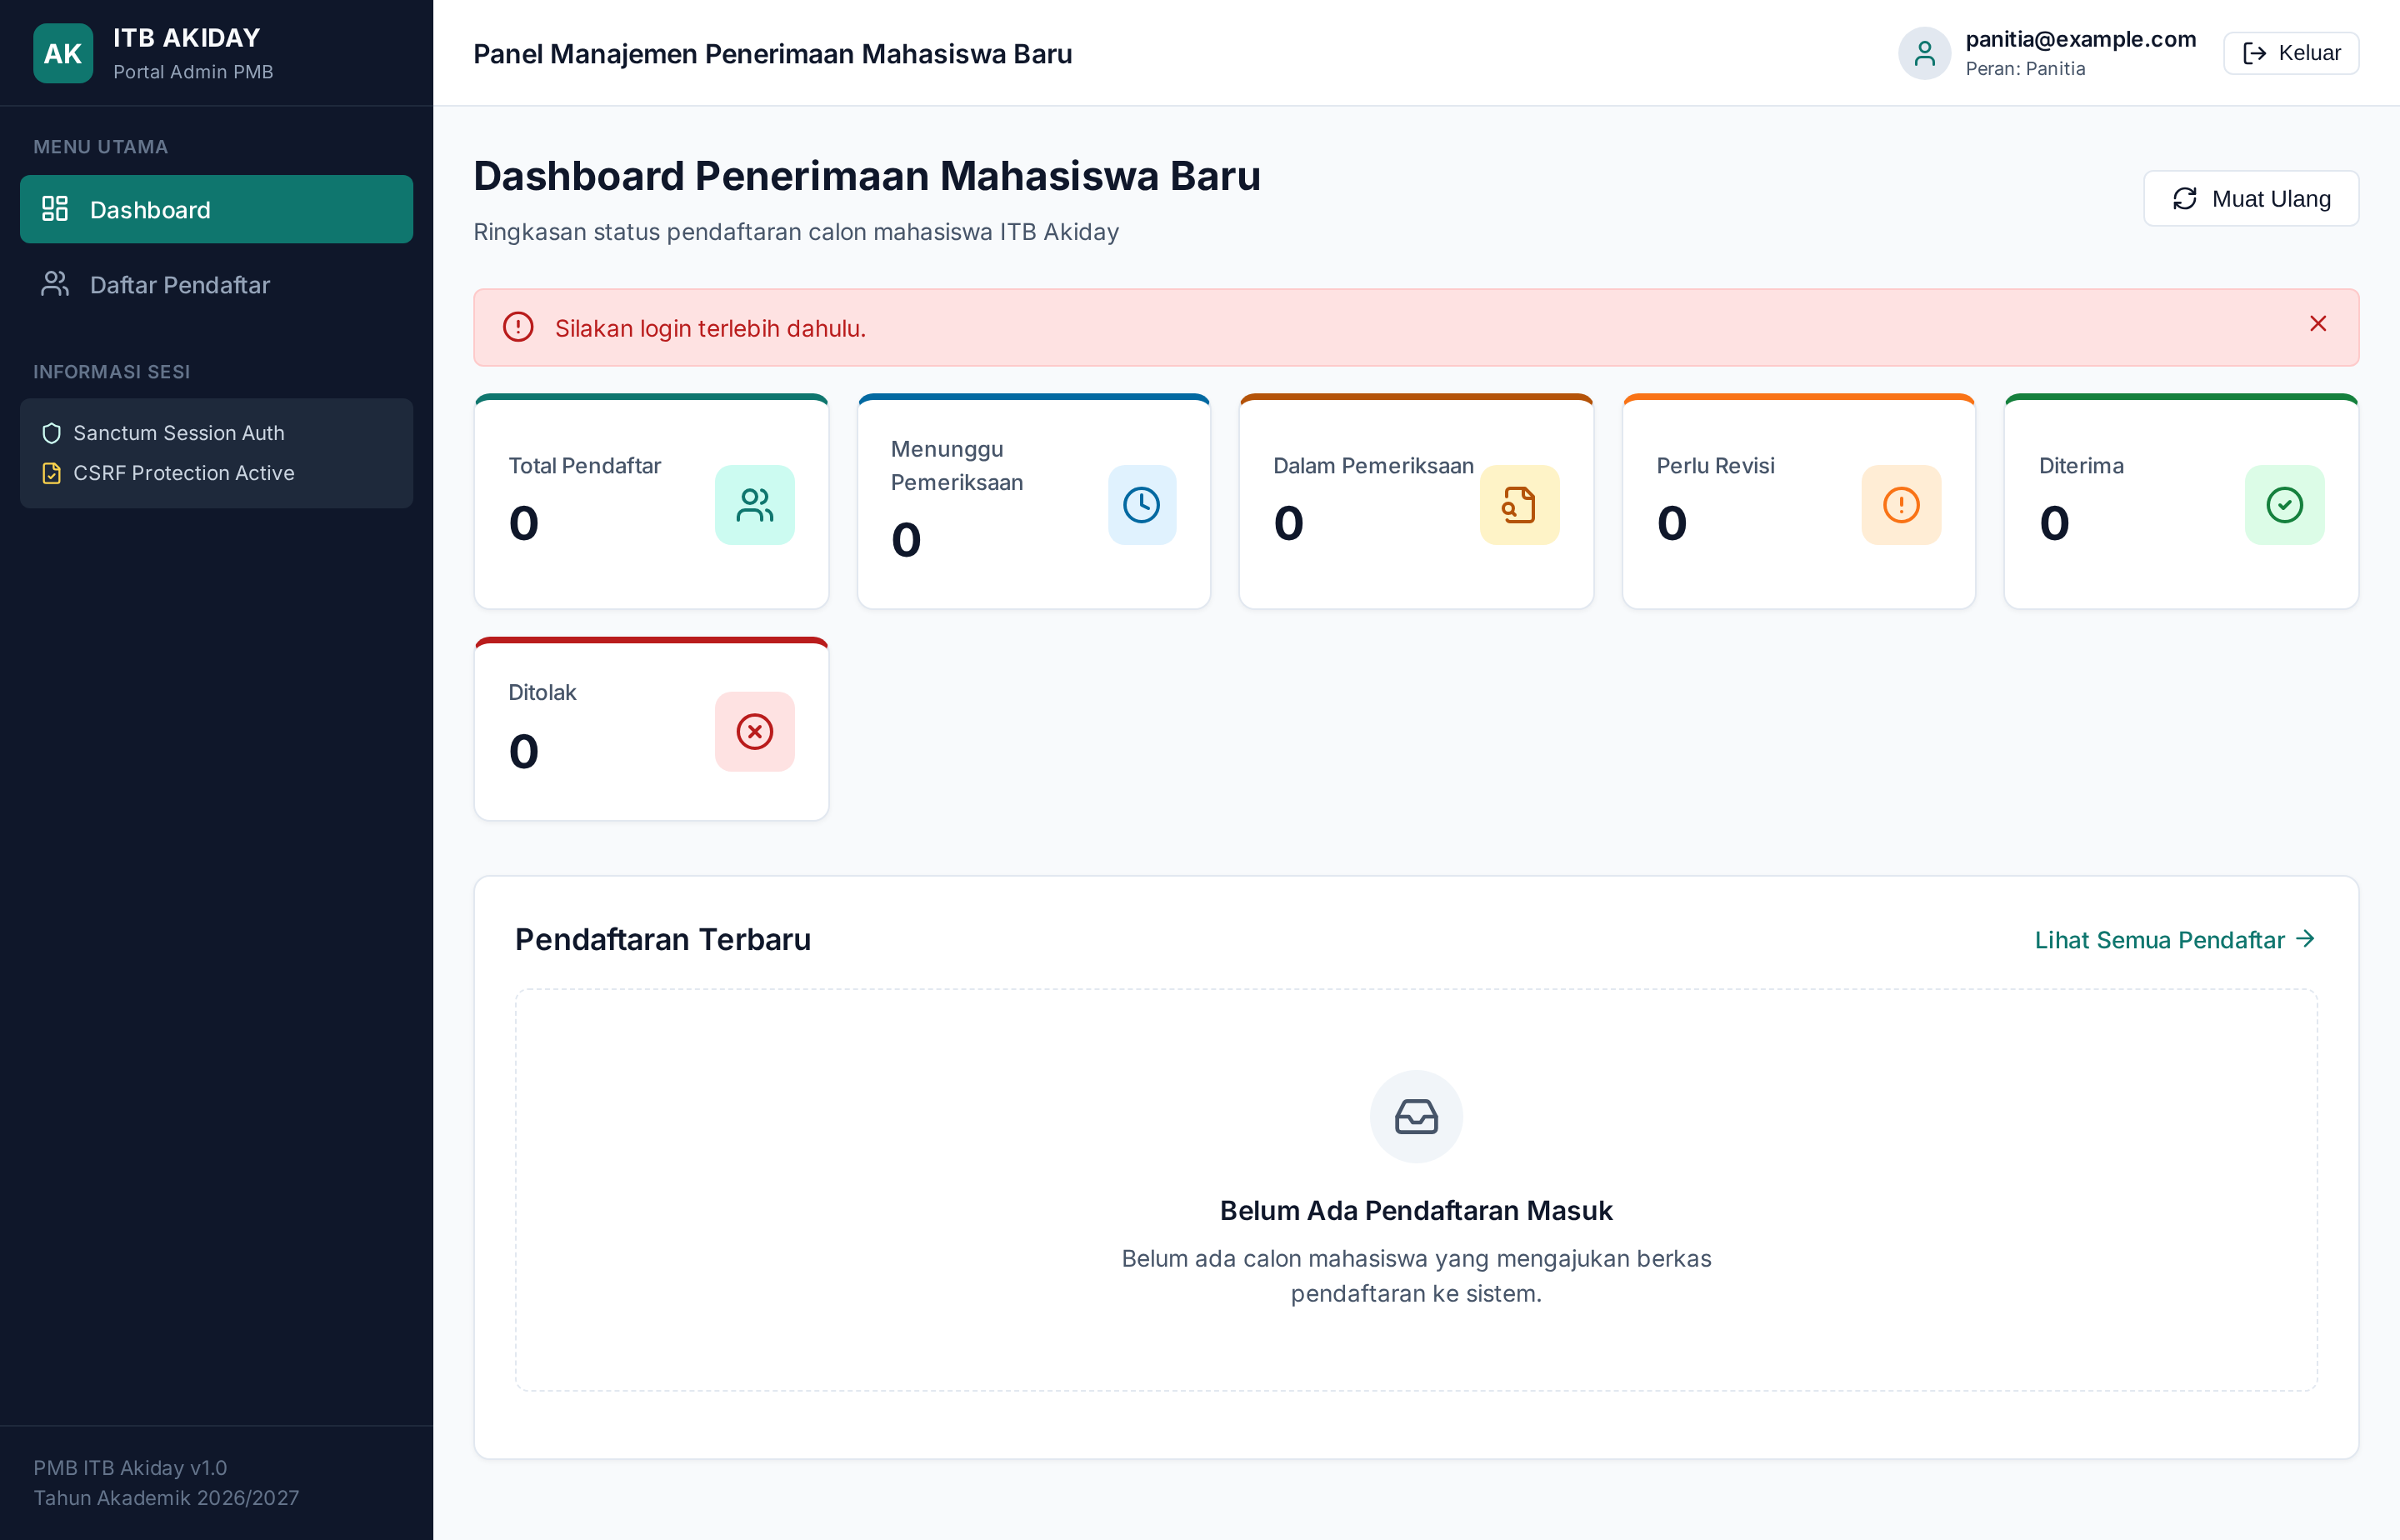 AK
ITB AKIDAY
Portal Admin PMB
MENU UTAMA
Dashboard
Daftar Pendaftar
INFORMASI SESI
Sanctum Session Auth
CSRF Protection Active
PMB ITB Akiday v1.0
Tahun Akademik 2026/2027
Panel Manajemen Penerimaan Mahasiswa Baru
panitia@example.com
Peran: Panitia
Keluar
Dashboard Penerimaan Mahasiswa Baru
Ringkasan status pendaftaran calon mahasiswa ITB Akiday
Muat Ulang
Silakan login terlebih dahulu.
Total Pendaftar
0
Menunggu
Pemeriksaan
0
Dalam Pemeriksaan
0
Perlu Revisi
0
Diterima
0
Ditolak
0
Pendaftaran Terbaru
Lihat Semua Pendaftar
Belum Ada Pendaftaran Masuk
Belum ada calon mahasiswa yang mengajukan berkas
pendaftaran ke sistem.